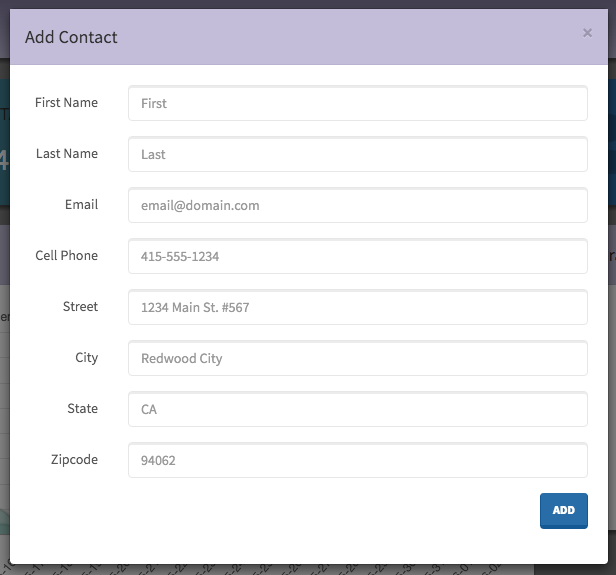 Add Contact ×
First Name First
Last Name Last
Email email@domain.com
Cell Phone 415-555-1234
Street 1234 Main St. #567
City Redwood City
State CA
Zipcode 94062
ADD